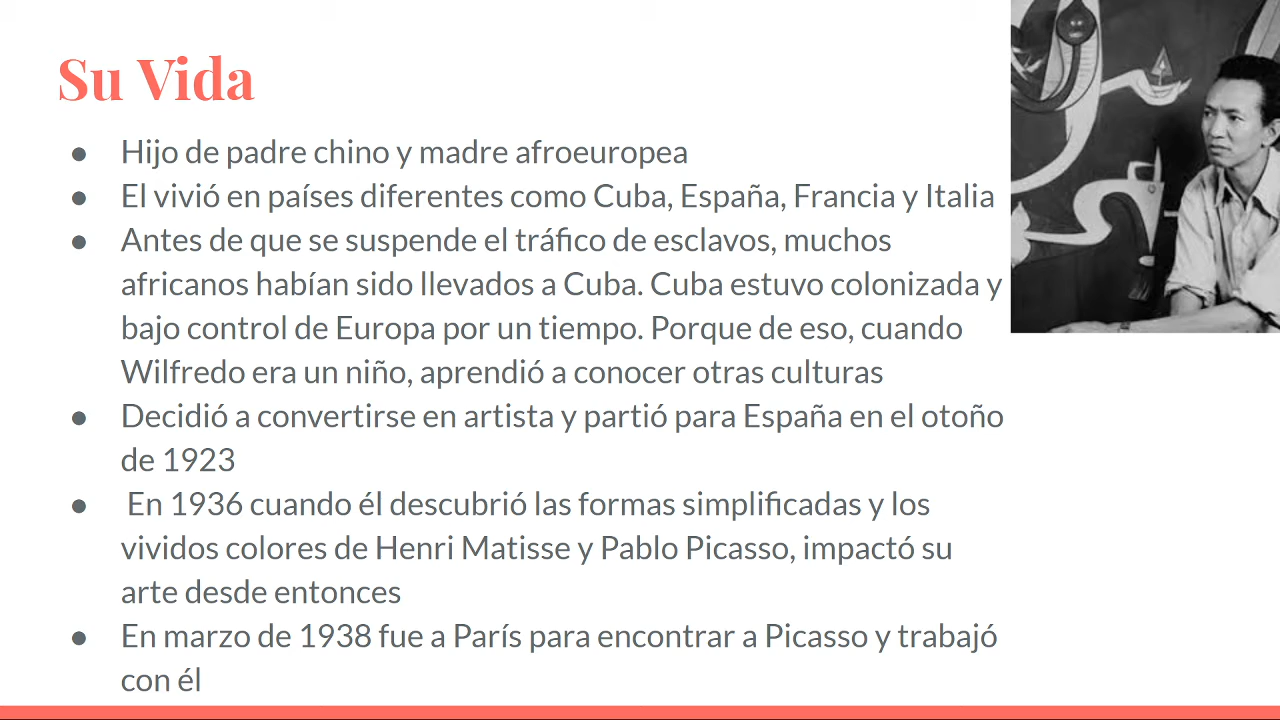 Su Vida
● Hijo de padre chino y madre afroeuropea
● El vivió en países diferentes como Cuba, España, Francia y Italia
● Antes de que se suspende el tráfico de esclavos, muchos
africanos habían sido llevados a Cuba. Cuba estuvo colonizada y
bajo control de Europa por un tiempo. Porque de eso, cuando
Wilfredo era un niño, aprendió a conocer otras culturas
● Decidió a convertirse en artista y partió para España en el otoño
de 1923
● En 1936 cuando él descubrió las formas simplificadas y los
vividos colores de Henri Matisse y Pablo Picasso, impactó su
arte desde entonces
● En marzo de 1938 fue a París para encontrar a Picasso y trabajó
con él